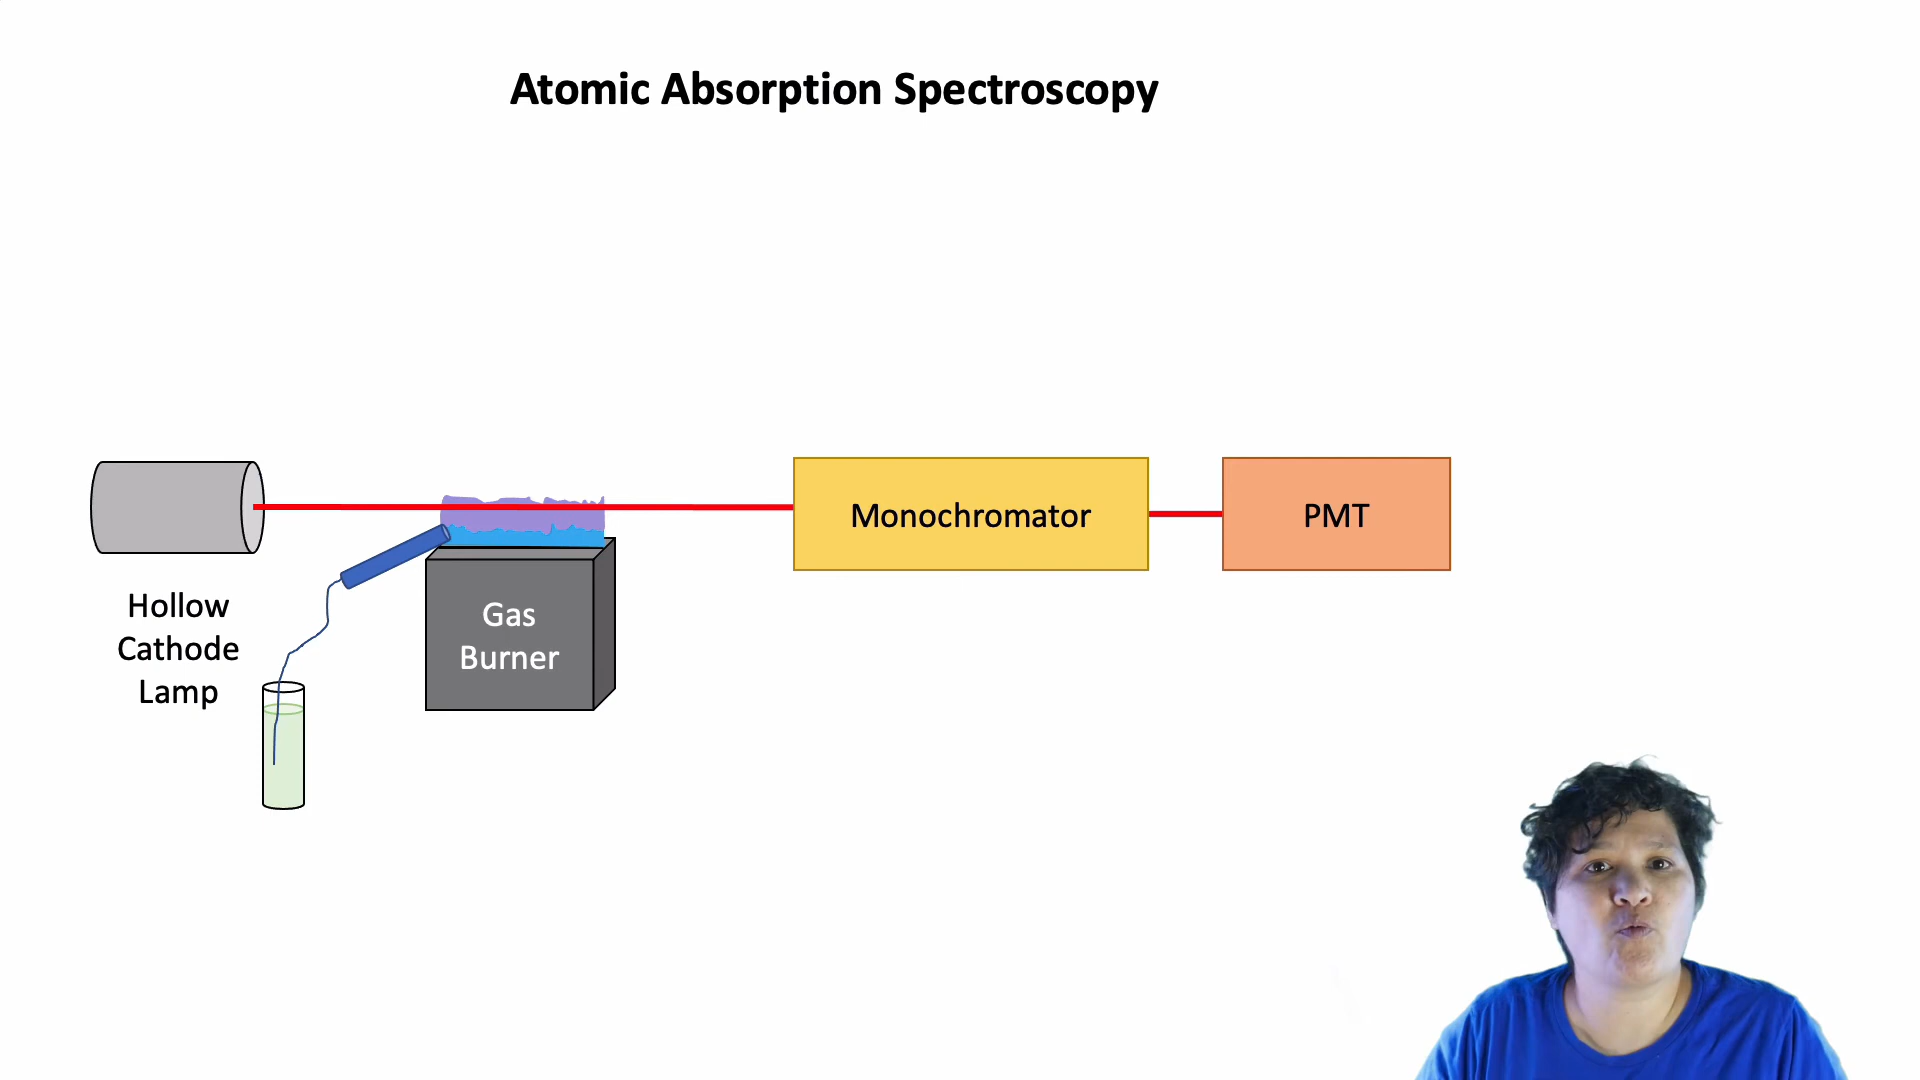 Atomic Absorption Spectroscopy
Hollow
Cathode
Lamp
Gas
Burner
Monochromator
PMT